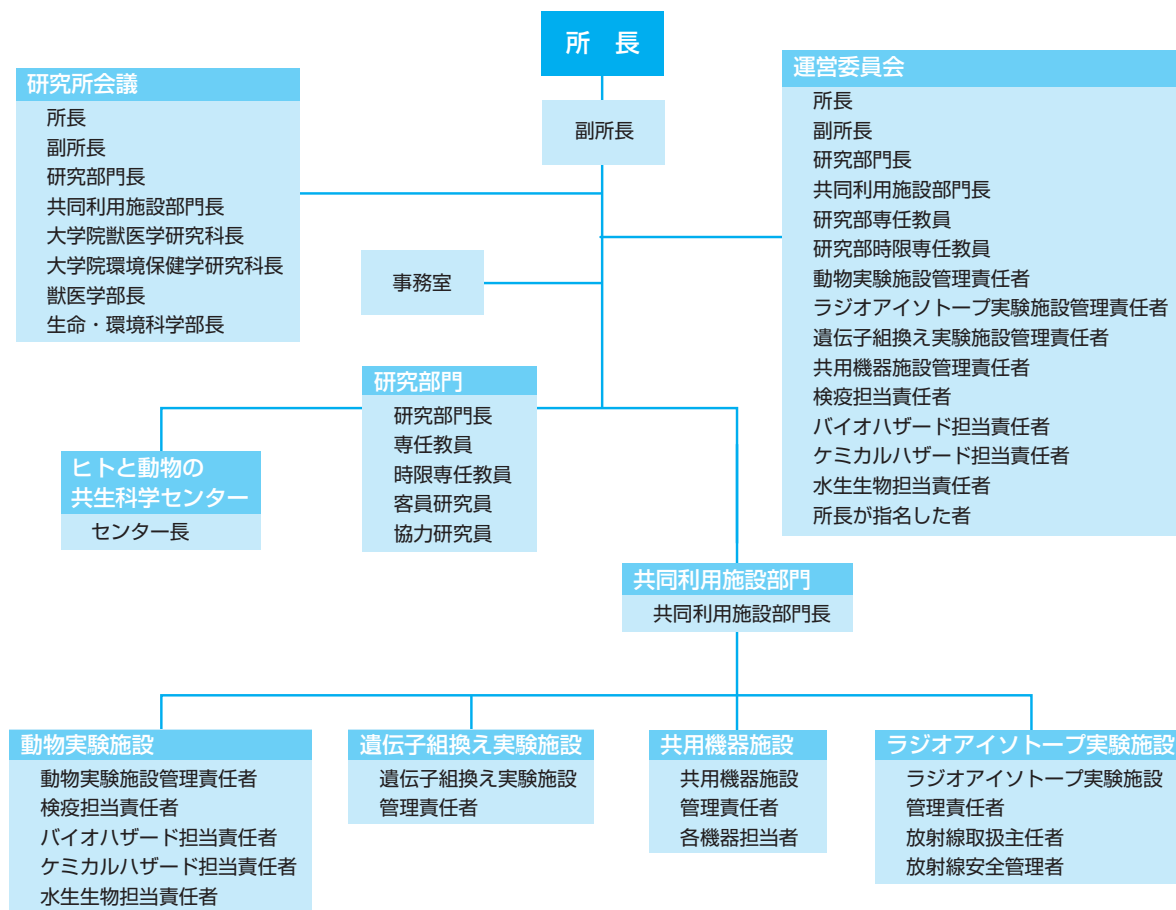 所　長
副所長
研究所会議
所長
副所長
研究部門長
共同利用施設部門長
大学院獣医学研究科長
大学院環境保健学研究科長
獣医学部長
生命・環境科学部長
運営委員会
所長
副所長
研究部門長
共同利用施設部門長
研究部専任教員
研究部時限専任教員
動物実験施設管理責任者
ラジオアイソトープ実験施設管理責任者
遺伝子組換え実験施設管理責任者
共用機器施設管理責任者
検疫担当責任者
バイオハザード担当責任者
ケミカルハザード担当責任者
水生生物担当責任者
所長が指名した者
事務室
研究部門
研究部門長
専任教員
時限専任教員
客員研究員
協力研究員
ヒトと動物の
共生科学センター
センター長
共同利用施設部門
共同利用施設部門長
動物実験施設
動物実験施設管理責任者
検疫担当責任者
バイオハザード担当責任者
ケミカルハザード担当責任者
水生生物担当責任者
遺伝子組換え実験施設
遺伝子組換え実験施設
管理責任者
共用機器施設
共用機器施設
管理責任者
各機器担当者
ラジオアイソトープ実験施設
ラジオアイソトープ実験施設
管理責任者
放射線取扱主任者
放射線安全管理者